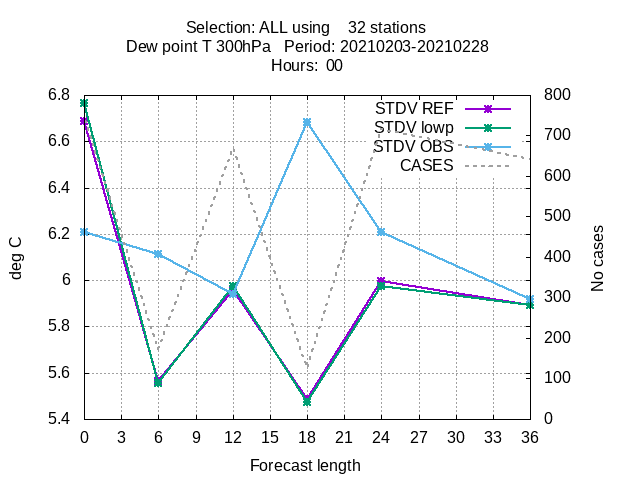 Selection: ALL using    32 stations
Dew point T 300hPa   Period: 20210203-20210228
Hours:  00
6.8
6.6
6.4
6.2
6
5.8
5.6
5.4
deg C
800
700
600
500
400
300
200
100
0
No cases
STDV REF
STDV lowp
STDV OBS
CASES
0 3 6 9 12 15 18 21 24 27 30 33 36
Forecast length